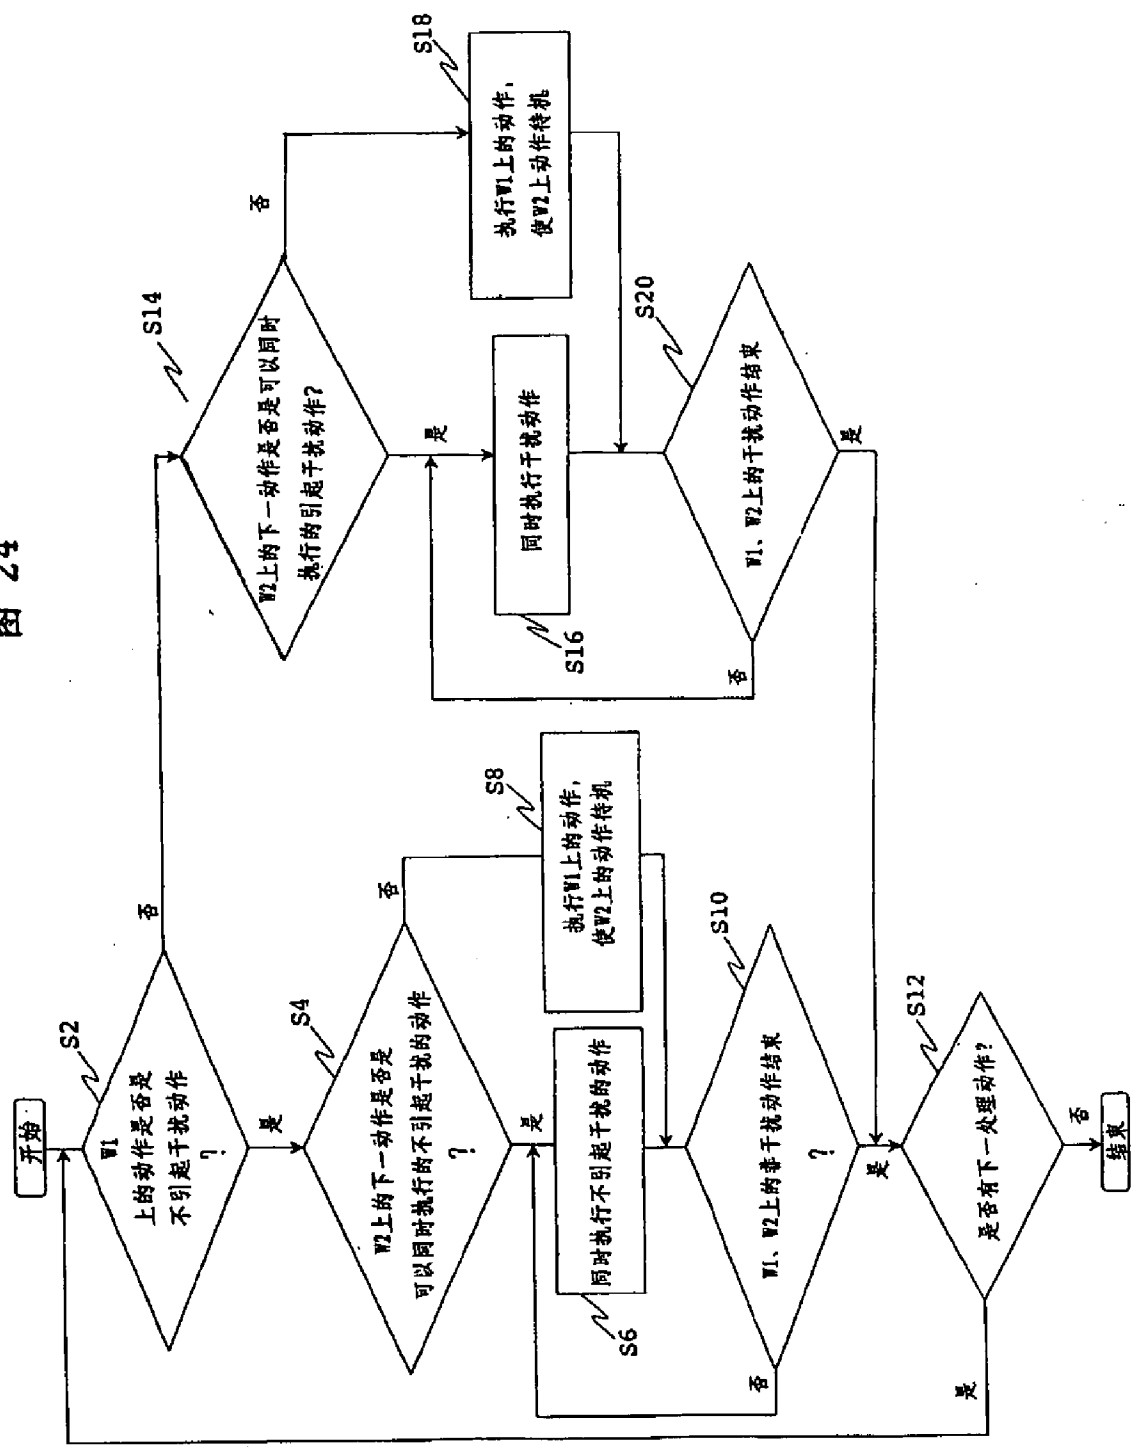 图 24
开始
S2
W1
上的动作是否是
不引起干扰动作
?
否
是
S4
W2上的下一动作是否是
可以同时执行的不引起干扰的动作
?
否
是
S6
同时执行不引起干扰的动作
S8
执行W1上的动作,
使W2上的动作待机
S10
W1、W2上的非干扰动作结束
?
否
是
S12
是否有下一处理动作?
是
否
结束
S14
W2上的下一动作是否是可以同时
执行的引起干扰动作?
否
是
S16
同时执行干扰动作
S18
执行W1上的动作,
使W2上动作待机
S20
W1、W2上的干扰动作结束
否
是